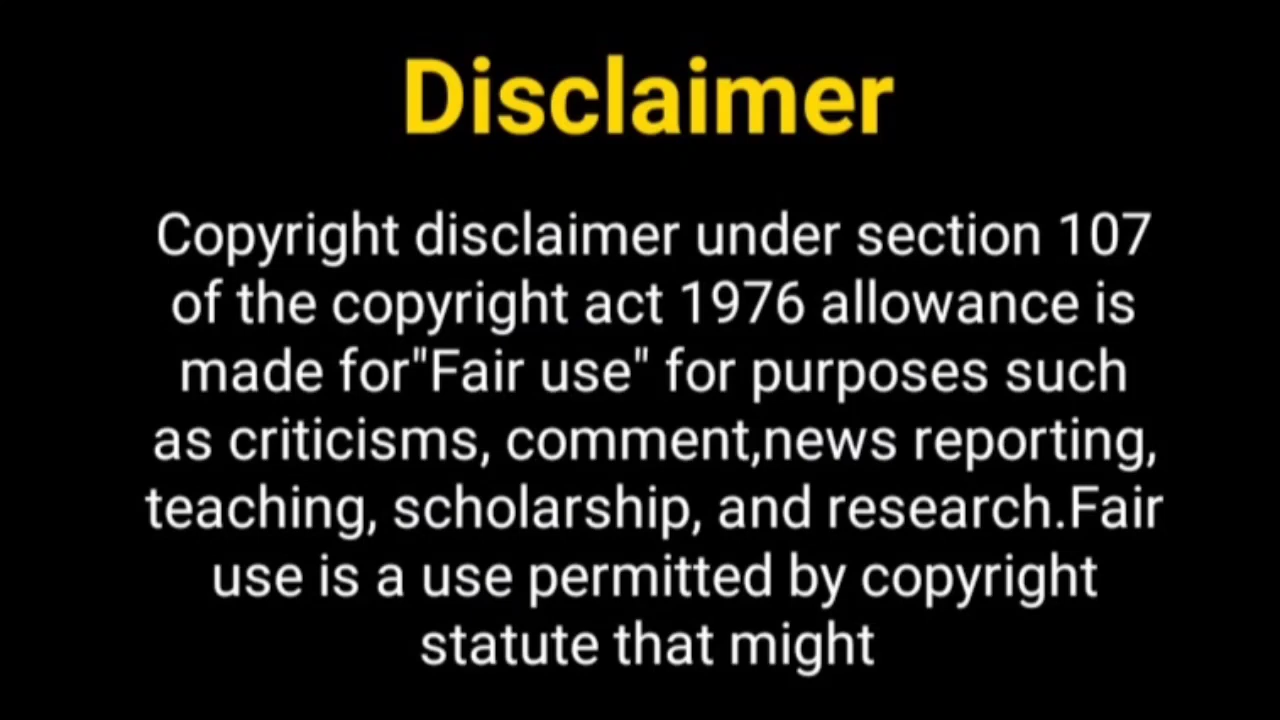 Disclaimer
Copyright disclaimer under section 107
of the copyright act 1976 allowance is
made for"Fair use" for purposes such
as criticisms, comment,news reporting,
teaching, scholarship, and research.Fair
use is a use permitted by copyright
statute that might